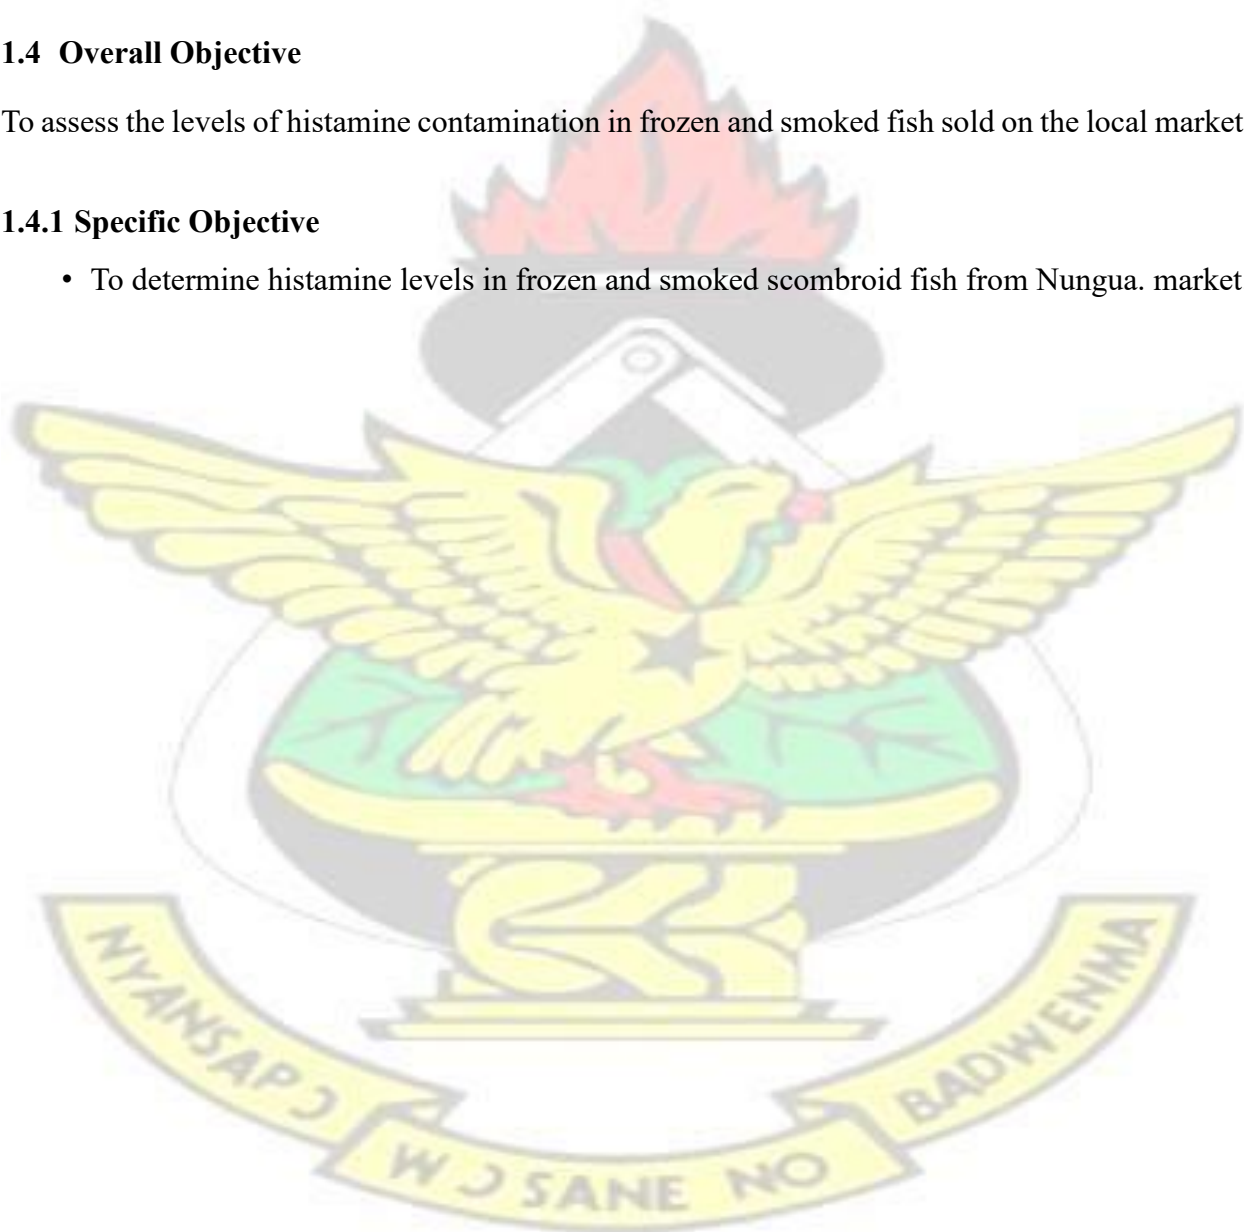 1.4 Overall Objective
To assess the levels of histamine contamination in frozen and smoked fish sold on the local market
1.4.1 Specific Objective
• To determine histamine levels in frozen and smoked scombroid fish from Nungua. market
NYANSAPƆ
WƆSANE NO
BADWENMA